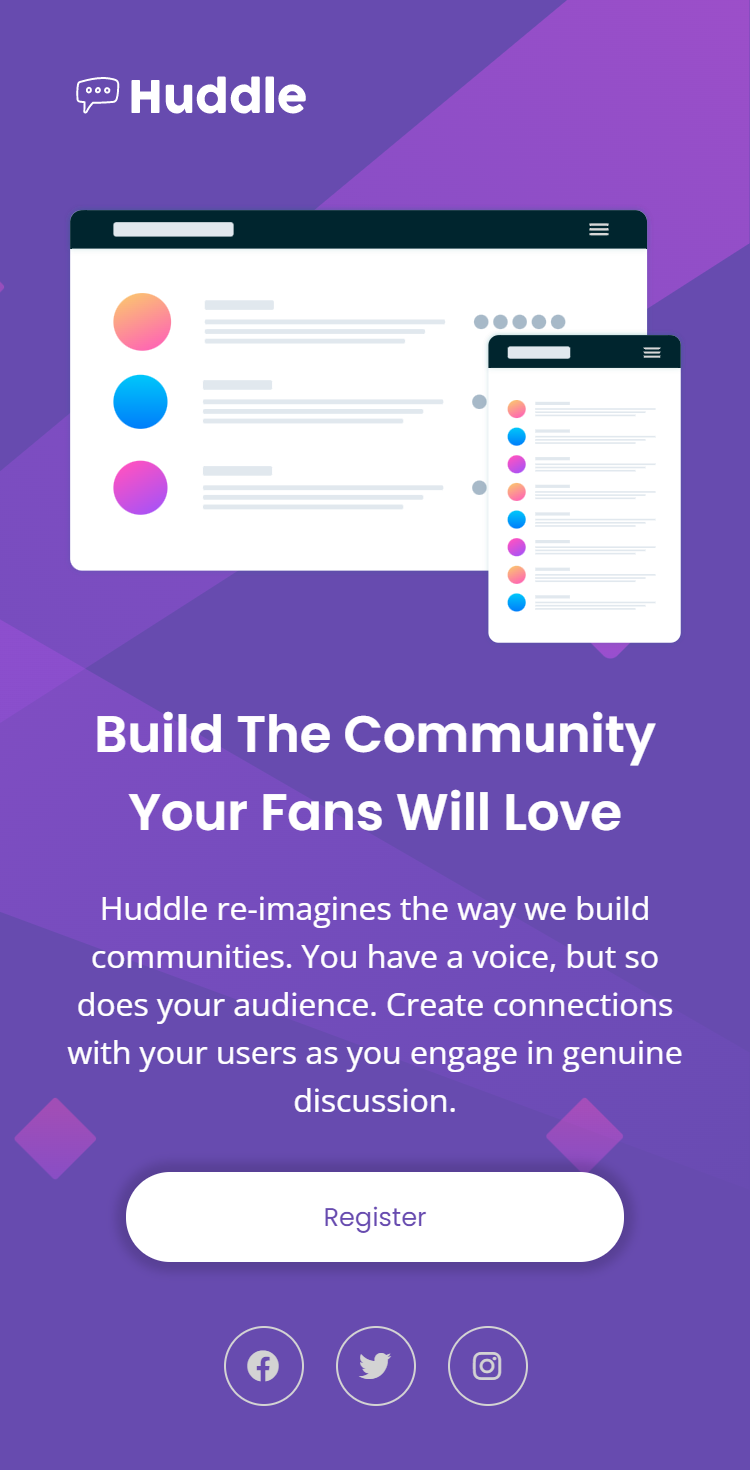 Huddle
Build The Community
Your Fans Will Love
Huddle re-imagines the way we build
communities. You have a voice, but so
does your audience. Create connections
with your users as you engage in genuine
discussion.
Register